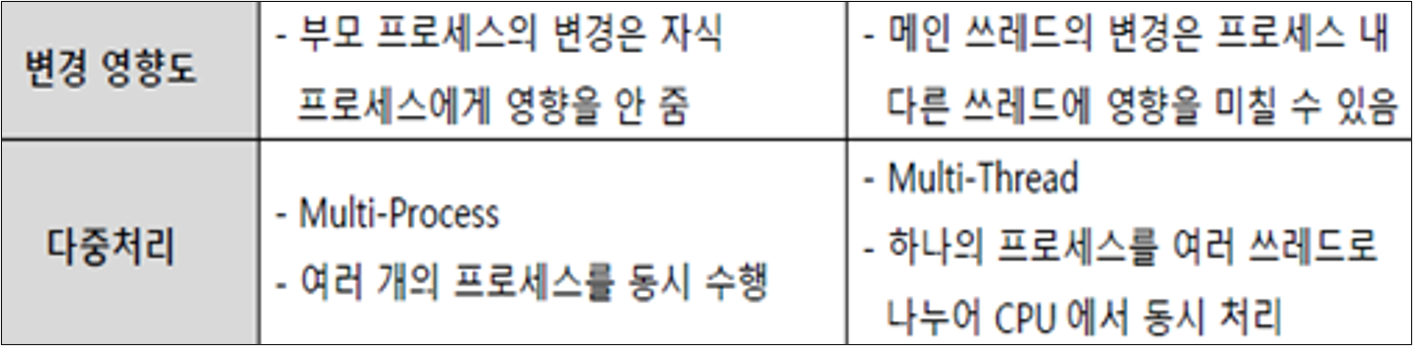 변경 영향도
- 부모 프로세스의 변경은 자식
프로세스에게 영향을 안 줌
- 메인 쓰레드의 변경은 프로세스 내
다른 쓰레드에 영향을 미칠 수 있음
다중처리
- Multi-Process
- 여러 개의 프로세스를 동시 수행
- Multi-Thread
- 하나의 프로세스를 여러 쓰레드로
나누어 CPU에서 동시 처리